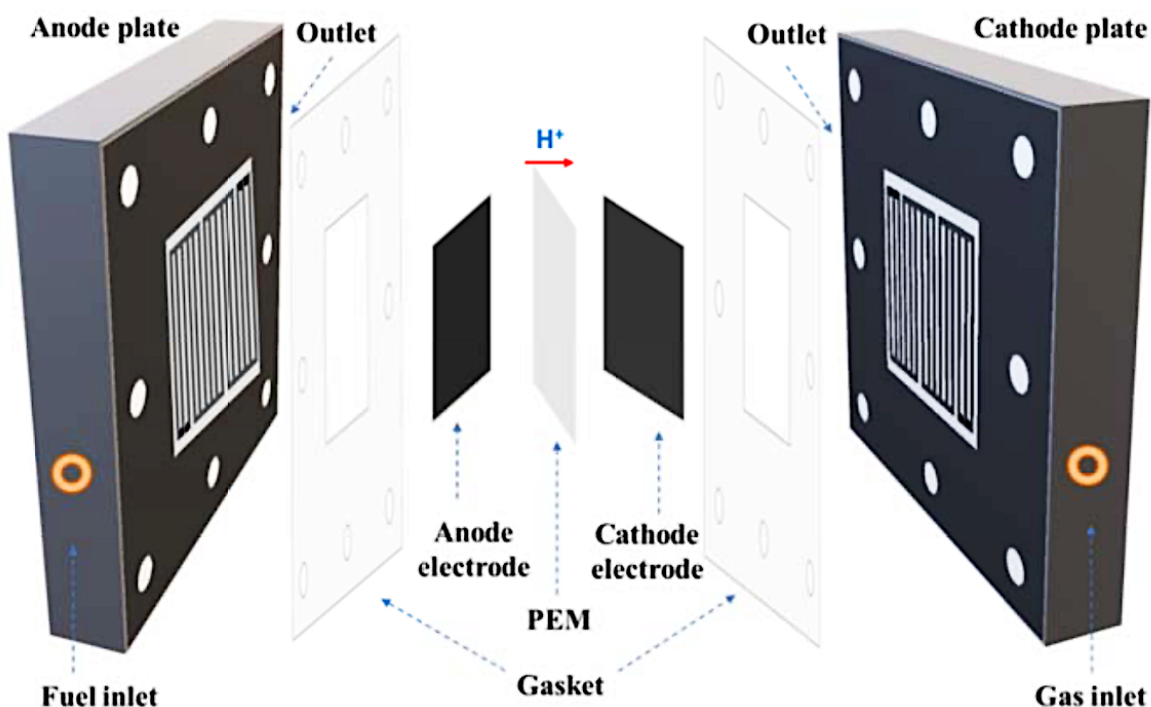 Anode plate
Outlet
Outlet
Cathode plate
H⁺
Anode
electrode
Cathode
electrode
PEM
Gasket
Fuel inlet
Gas inlet